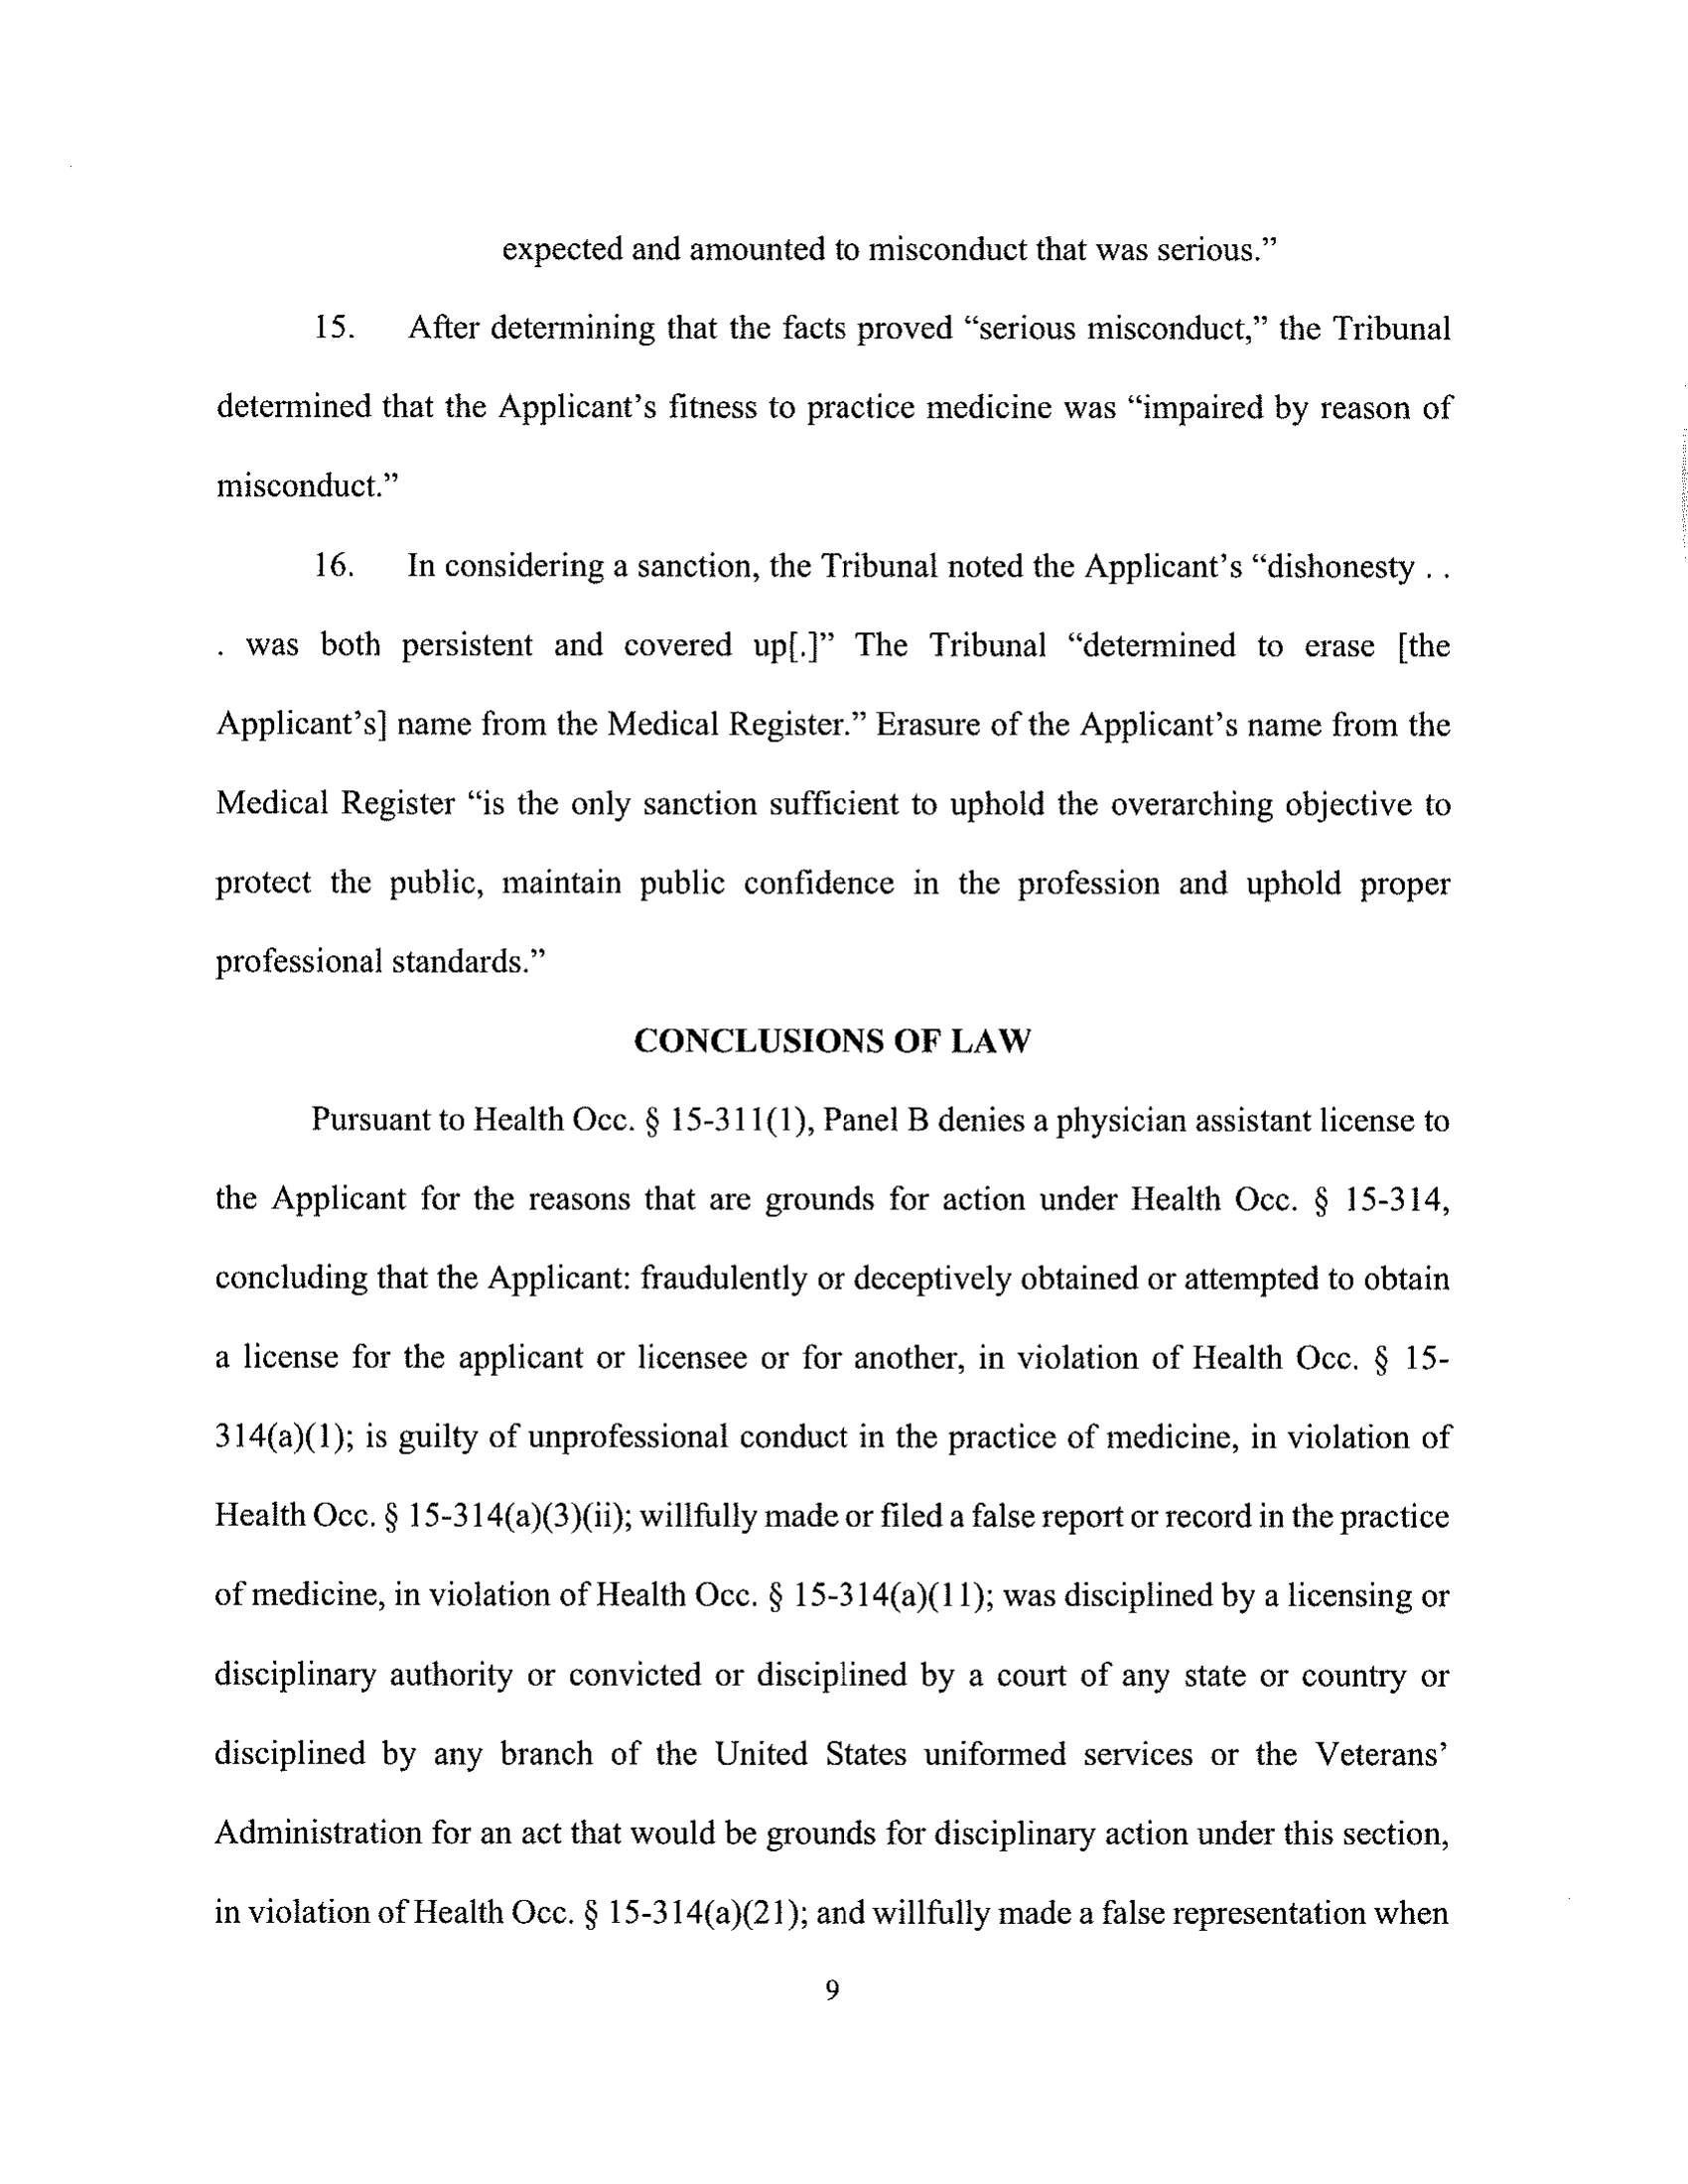 expected and amounted to misconduct that was serious.”
15. After determining that the facts proved “serious misconduct,” the Tribunal
determined that the Applicant’s fitness to practice medicine was “impaired by reason of
misconduct.”
16. In considering a sanction, the Tribunal noted the Applicant’s “dishonesty . .
. was both persistent and covered up[.]” The Tribunal “determined to erase [the
Applicant’s] name from the Medical Register.” Erasure of the Applicant’s name from the
Medical Register “is the only sanction sufficient to uphold the overarching objective to
protect the public, maintain public confidence in the profession and uphold proper
professional standards.”
CONCLUSIONS OF LAW
Pursuant to Health Occ. § 15-311(1), Panel B denies a physician assistant license to
the Applicant for the reasons that are grounds for action under Health Occ. § 15-314,
concluding that the Applicant: fraudulently or deceptively obtained or attempted to obtain
a license for the applicant or licensee or for another, in violation of Health Occ. § 15-
314(a)(1); is guilty of unprofessional conduct in the practice of medicine, in violation of
Health Occ. § 15-314(a)(3)(ii); willfully made or filed a false report or record in the practice
of medicine, in violation of Health Occ. § 15-314(a)(11); was disciplined by a licensing or
disciplinary authority or convicted or disciplined by a court of any state or country or
disciplined by any branch of the United States uniformed services or the Veterans’
Administration for an act that would be grounds for disciplinary action under this section,
in violation of Health Occ. § 15-314(a)(21); and willfully made a false representation when
9